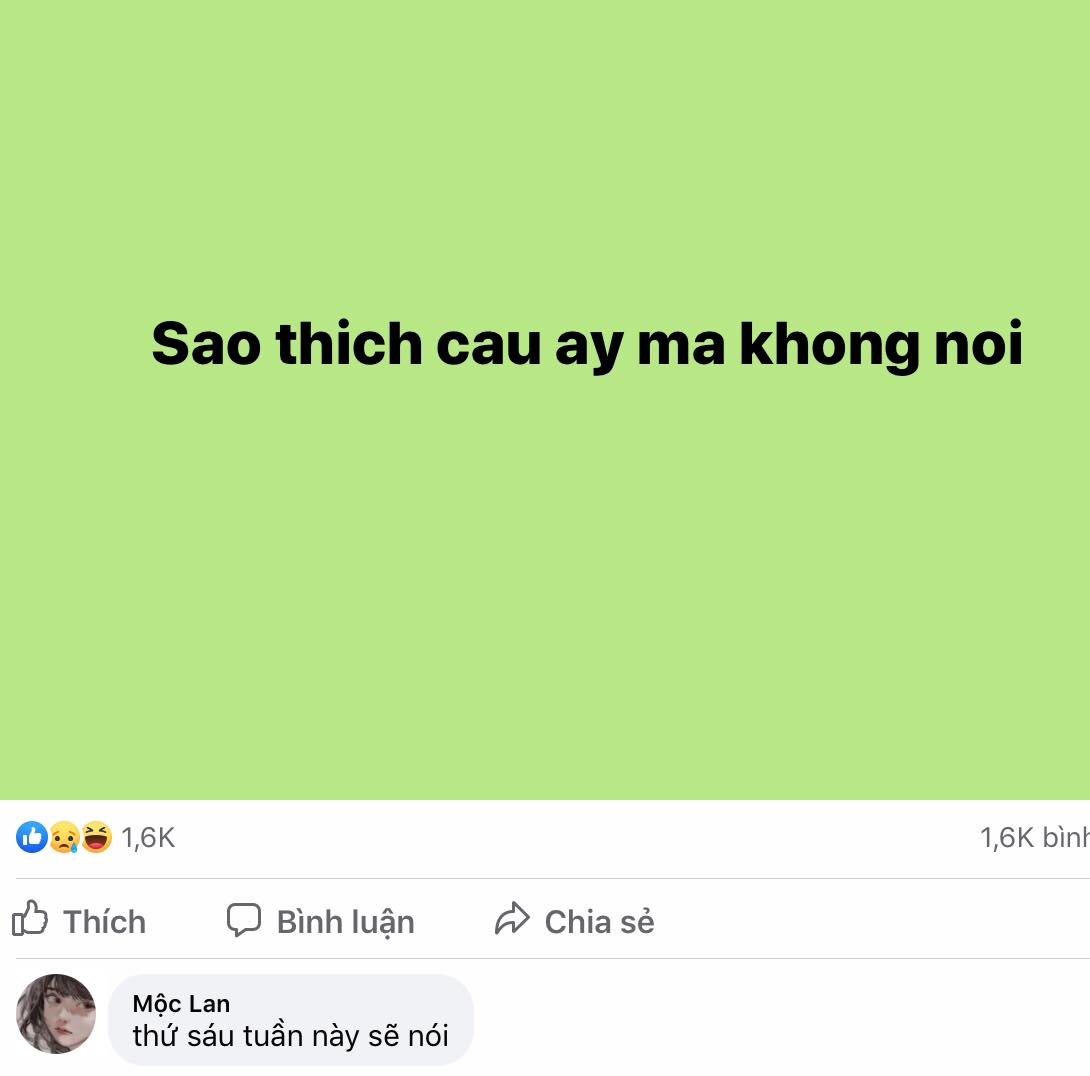 Sao thich cau ay ma khong noi
1,6K
1,6K bình
Thích
Bình luận
Chia sẻ
Mộc Lan
thứ sáu tuần này sẽ nói